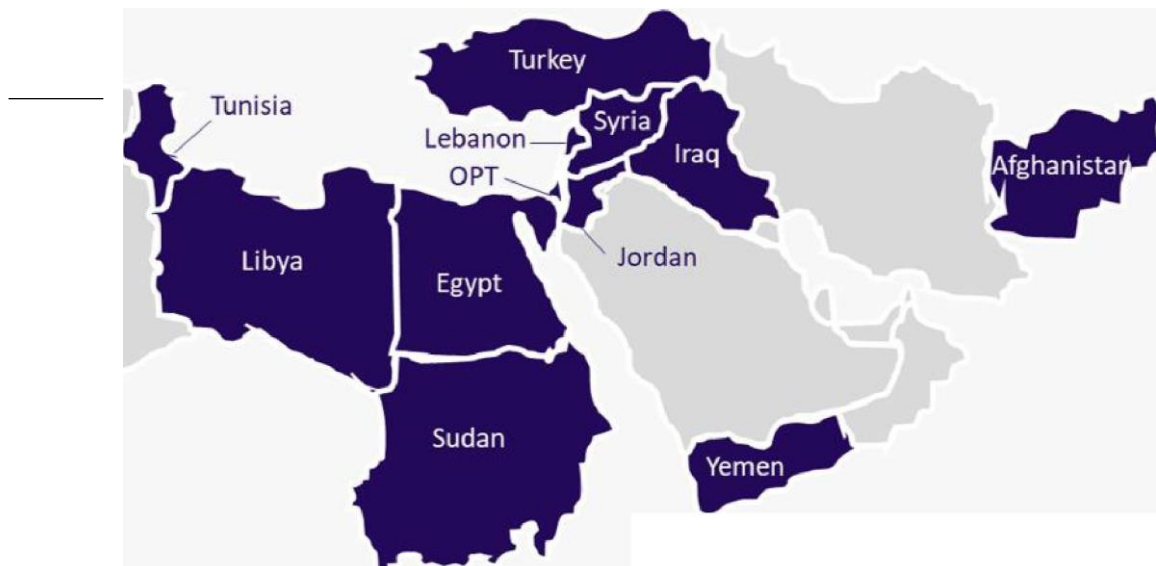 Turkey
Tunisia
Syria
Lebanon
Iraq
Afghanistan
OPT
Libya
Jordan
Egypt
Sudan
Yemen